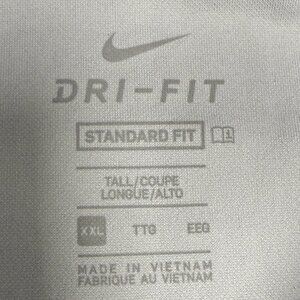 DRI-FIT
STANDARD FIT
TALL/COUPE
LONGUE/ALTO
XXL TTG EEG
MADE IN VIETNAM
FABRIQUÉ AU VIETNAM